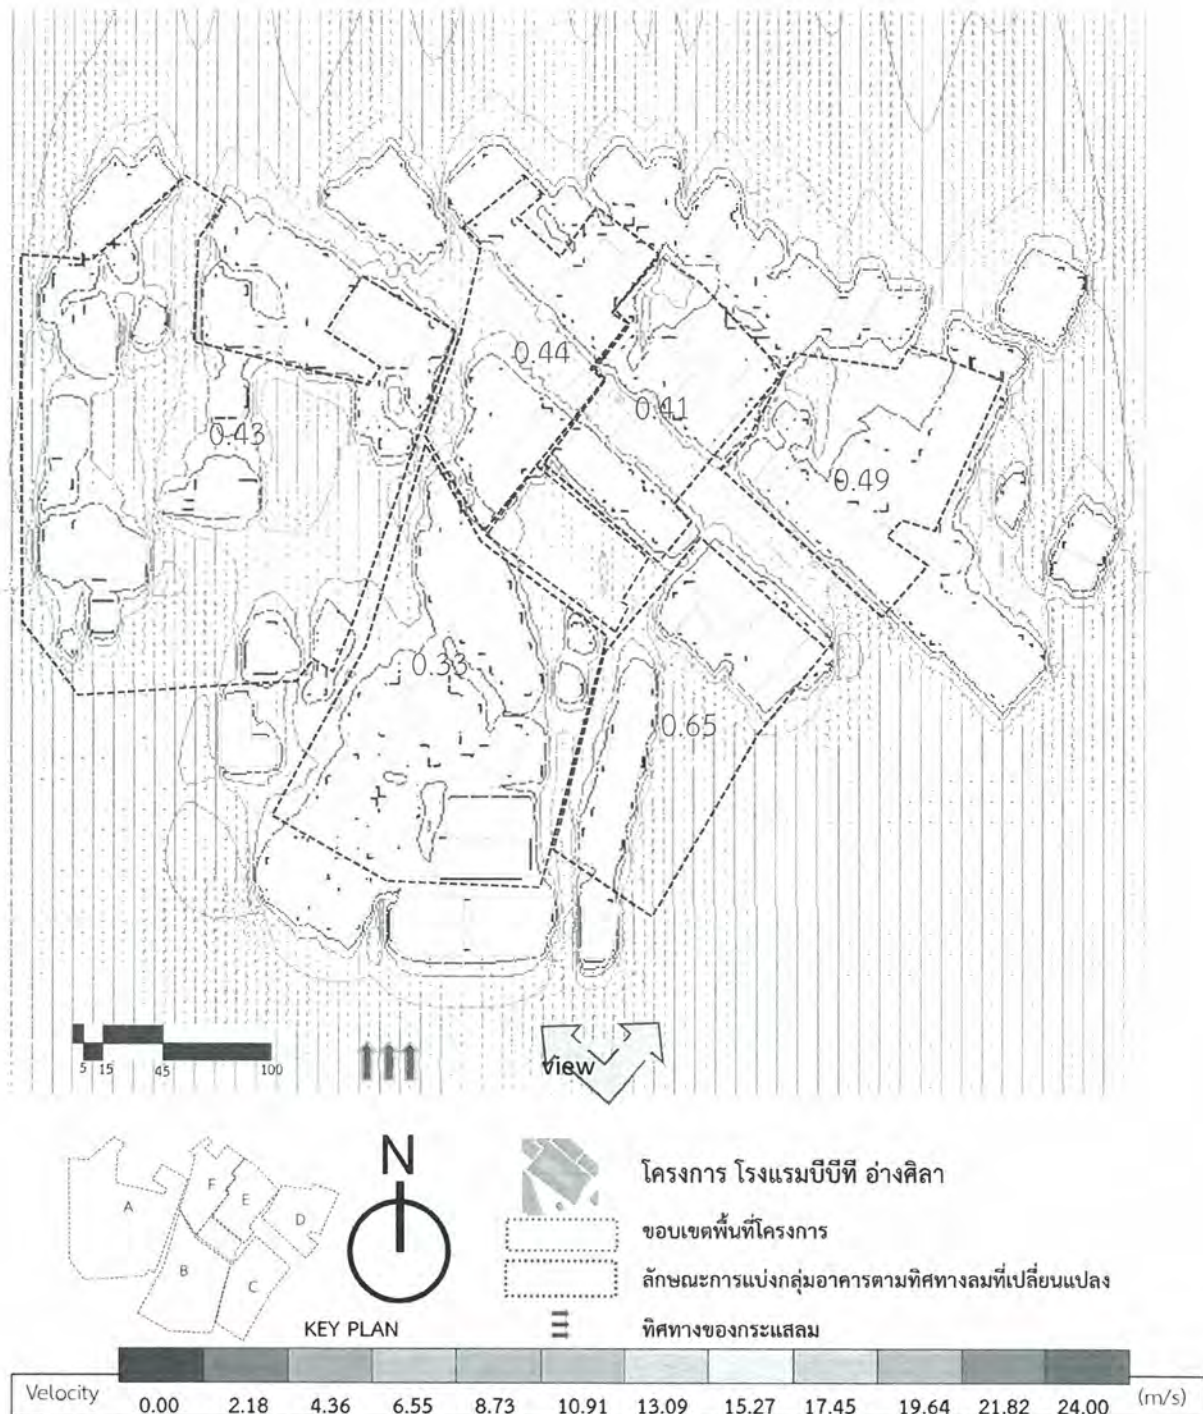 0.44
0.41
0.43
0.49
0.33
0.65
5 15 45 100
view
N
A
F
E
D
B
C
KEY PLAN
โครงการ โรงแรมบีบีที อ่างศิลา
ขอบเขตพื้นที่โครงการ
ลักษณะการแบ่งกลุ่มอาคารตามทิศทางลมที่เปลี่ยนแปลง
ทิศทางของกระแสลม
Velocity 0.00 2.18 4.36 6.55 8.73 10.91 13.09 15.27 17.45 19.64 21.82 24.00 (m/s)